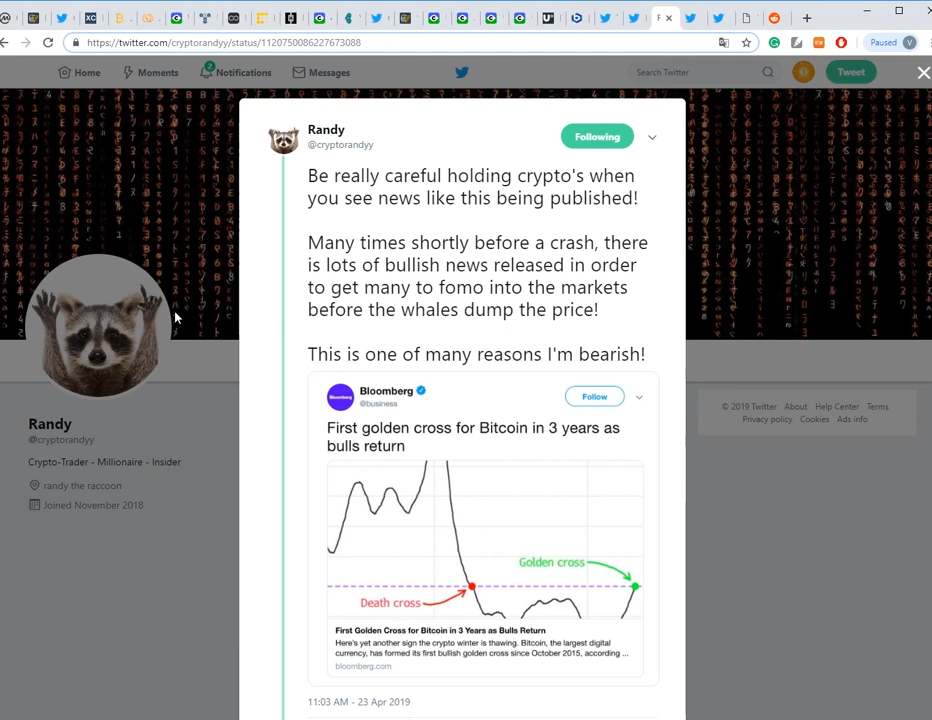 https://twitter.com/cryptorandyy/status/1120750086227673088
Paused
V
Home
Moments
2
Notifications
Messages
Search Twitter
Tweet
Randy
@cryptorandyy
Following
Be really careful holding crypto's when
you see news like this being published!
Many times shortly before a crash, there
is lots of bullish news released in order
to get many to fomo into the markets
before the whales dump the price!
This is one of many reasons I'm bearish!
Bloomberg
@business
Follow
First golden cross for Bitcoin in 3 years as
bulls return
Golden cross
Death cross
First Golden Cross for Bitcoin in 3 Years as Bulls Return
Here's yet another sign the crypto winter is thawing. Bitcoin, the largest digital
currency, has formed its first bullish golden cross since October 2015, according ...
bloomberg.com
11:03 AM - 23 Apr 2019
Randy
@cryptorandyy
Crypto-Trader - Millionaire - Insider
randy the raccoon
Joined November 2018
© 2019 Twitter About Help Center Terms
Privacy policy Cookies Ads info